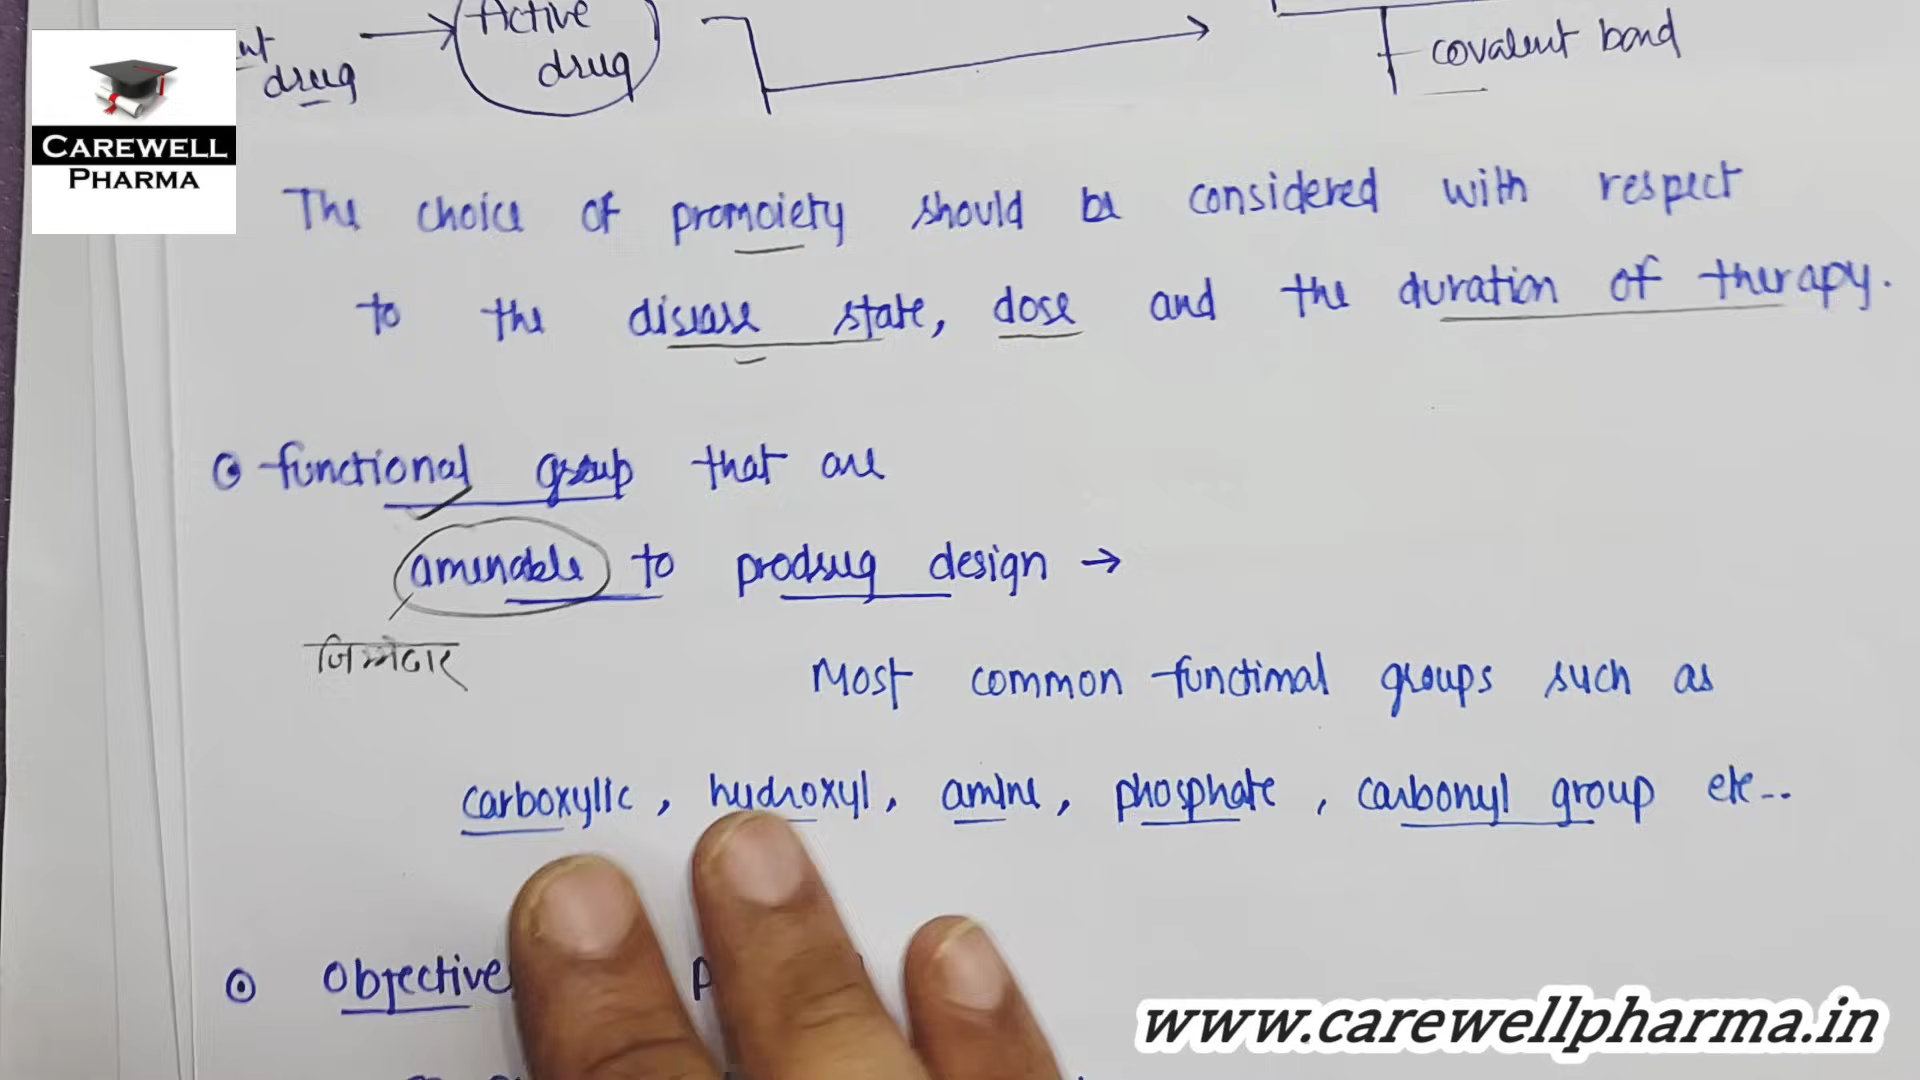 Active
drug
drug
covalent bond
CAREWELL
PHARMA
The choice of promoiety should be considered with respect
to the disease state, dose and the duration of therapy.
functional group that are
amenable to prodrug design →
जिम्मेदार
Most common functional groups such as
carboxylic, hydroxyl, amine, phosphate, carbonyl group etc..
Objective
www.carewellpharma.in